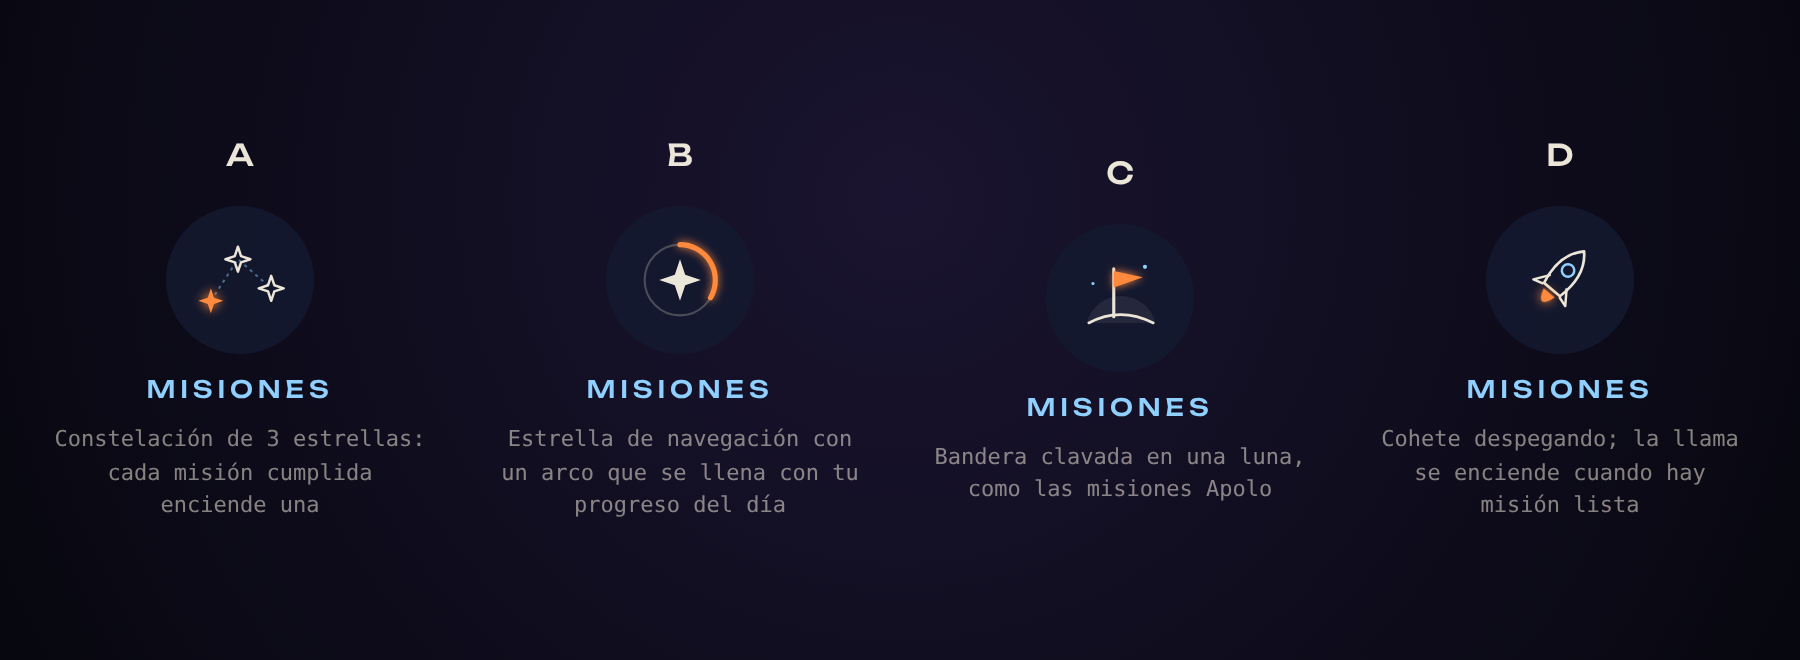 A
MISIONES
Constelación de 3 estrellas:
cada misión cumplida
enciende una
B
MISIONES
Estrella de navegación con
un arco que se llena con tu
progreso del día
C
MISIONES
Bandera clavada en una luna,
como las misiones Apolo
D
MISIONES
Cohete despegando; la llama
se enciende cuando hay
misión lista